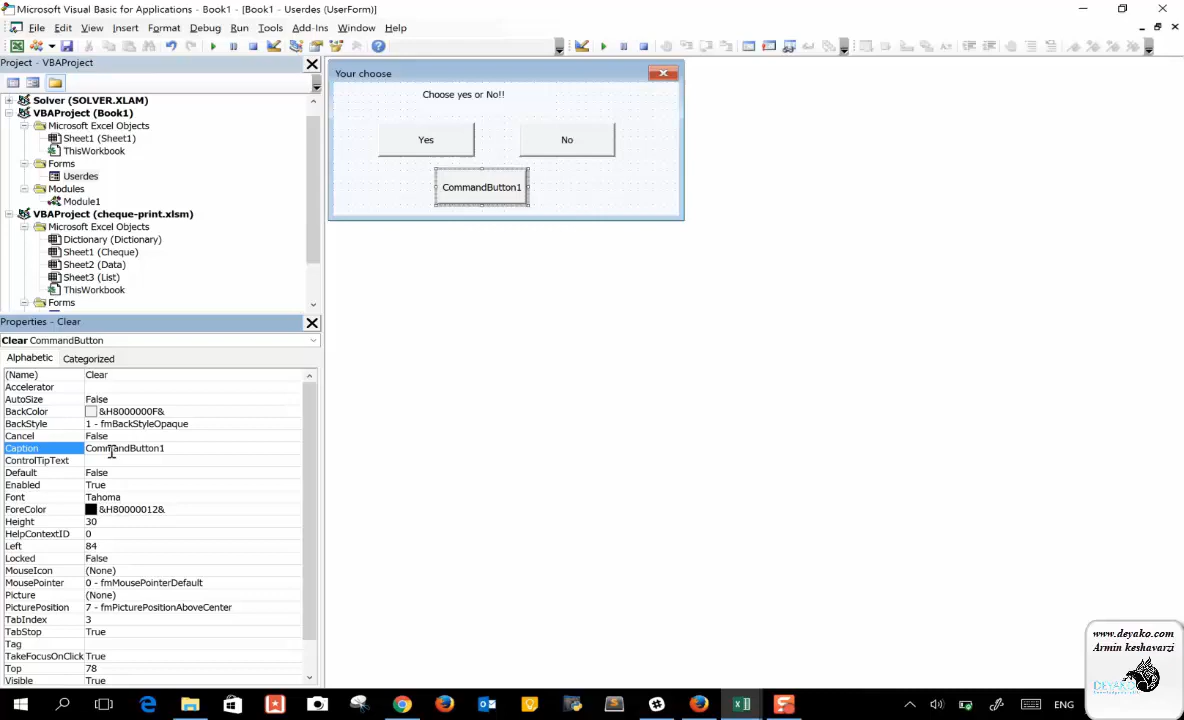 Microsoft Visual Basic for Applications - Book1 - [Book1 - Userdes (UserForm)]
File Edit View Insert Format Debug Run Tools Add-Ins Window Help
Project - VBAProject
Solver (SOLVER.XLAM)
VBAProject (Book1)
Microsoft Excel Objects
Sheet1 (Sheet1)
ThisWorkbook
Forms
Userdes
Modules
Module1
VBAProject (cheque-print.xlsm)
Microsoft Excel Objects
Dictionary (Dictionary)
Sheet1 (Cheque)
Sheet2 (Data)
Sheet3 (List)
ThisWorkbook
Forms
Your choose
Choose yes or No!!
Yes No
CommandButton1
Properties - Clear
Clear CommandButton
Alphabetic Categorized
(Name) Clear
Accelerator
AutoSize False
BackColor &H8000000F&
BackStyle 1 - fmBackStyleOpaque
Cancel False
Caption CommandButton1
ControlTipText
Default False
Enabled True
Font Tahoma
ForeColor &H80000012&
Height 30
HelpContextID 0
Left 84
Locked False
MouseIcon (None)
MousePointer 0 - fmMousePointerDefault
Picture (None)
PicturePosition 7 - fmPicturePositionAboveCenter
TabIndex 3
TabStop True
Tag
TakeFocusOnClick True
Top 78
Visible True
www.deyako.com
Armin keshavarzi
DEYAKO
ENG